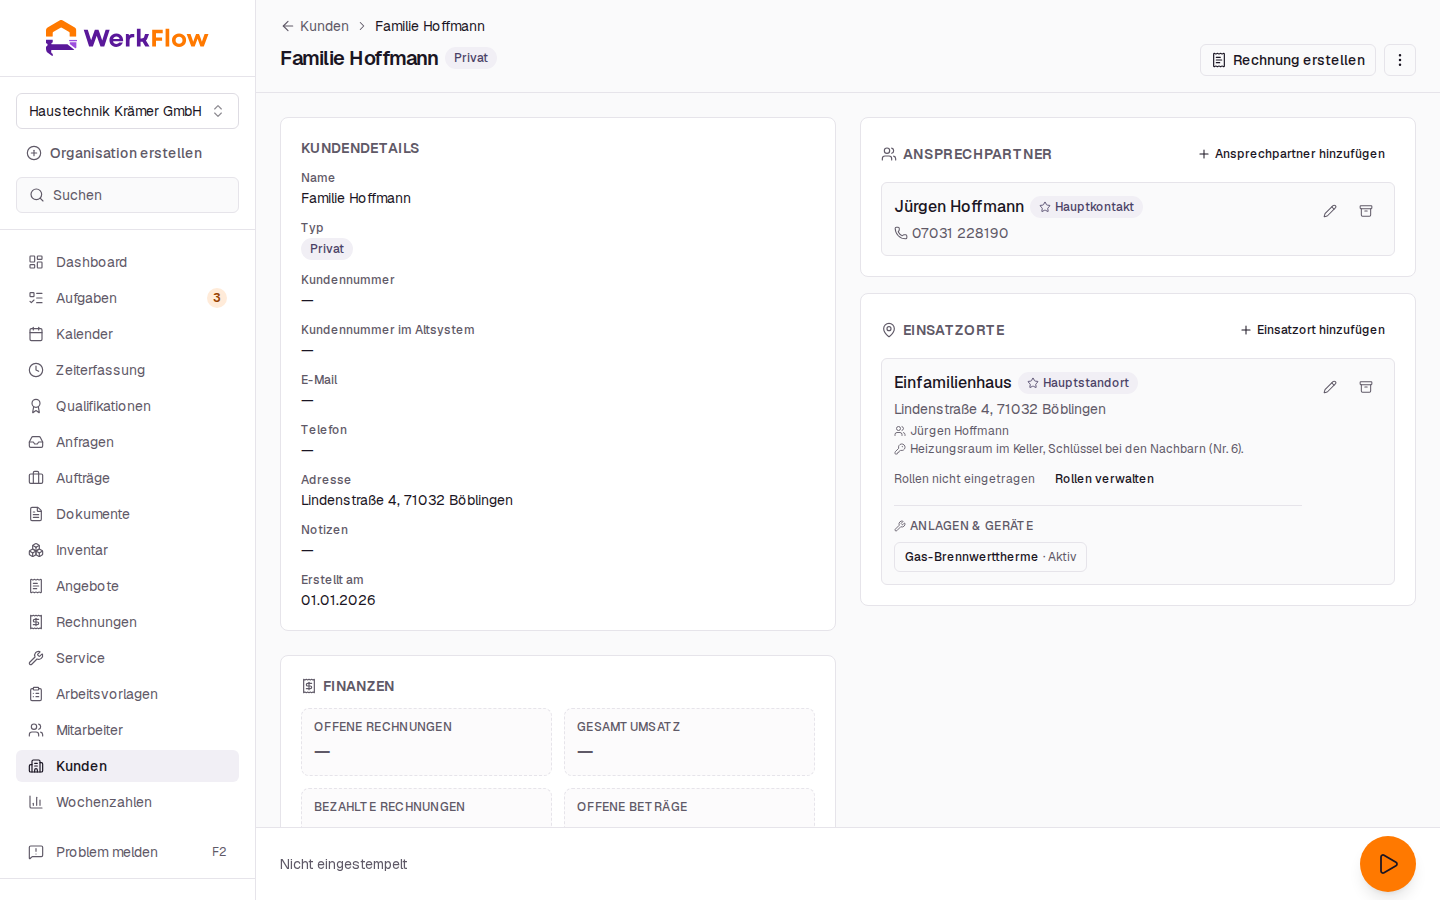 WerkFlow
Haustechnik Krämer GmbH
Organisation erstellen
Suchen
Dashboard
Aufgaben 3
Kalender
Zeiterfassung
Qualifikationen
Anfragen
Aufträge
Dokumente
Inventar
Angebote
Rechnungen
Service
Arbeitsvorlagen
Mitarbeiter
Kunden
Wochenzahlen
Problem melden F2
Kunden Familie Hoffmann
Familie Hoffmann Privat
Rechnung erstellen
KUNDENDETAILS
Name
Familie Hoffmann
Typ
Privat
Kundennummer
—
Kundennummer im Altsystem
—
E-Mail
—
Telefon
—
Adresse
Lindenstraße 4, 71032 Böblingen
Notizen
—
Erstellt am
01.01.2026
FINANZEN
OFFENE RECHNUNGEN
—
GESAMTUMSATZ
—
BEZAHLTE RECHNUNGEN
OFFENE BETRÄGE
ANSPRECHPARTNER
Ansprechpartner hinzufügen
Jürgen Hoffmann Hauptkontakt
07031 228190
EINSATZORTE
Einsatzort hinzufügen
Einfamilienhaus Hauptstandort
Lindenstraße 4, 71032 Böblingen
Jürgen Hoffmann
Heizungsraum im Keller, Schlüssel bei den Nachbarn (Nr. 6).
Rollen nicht eingetragen Rollen verwalten
ANLAGEN & GERÄTE
Gas-Brennwerttherme · Aktiv
Nicht eingestempelt